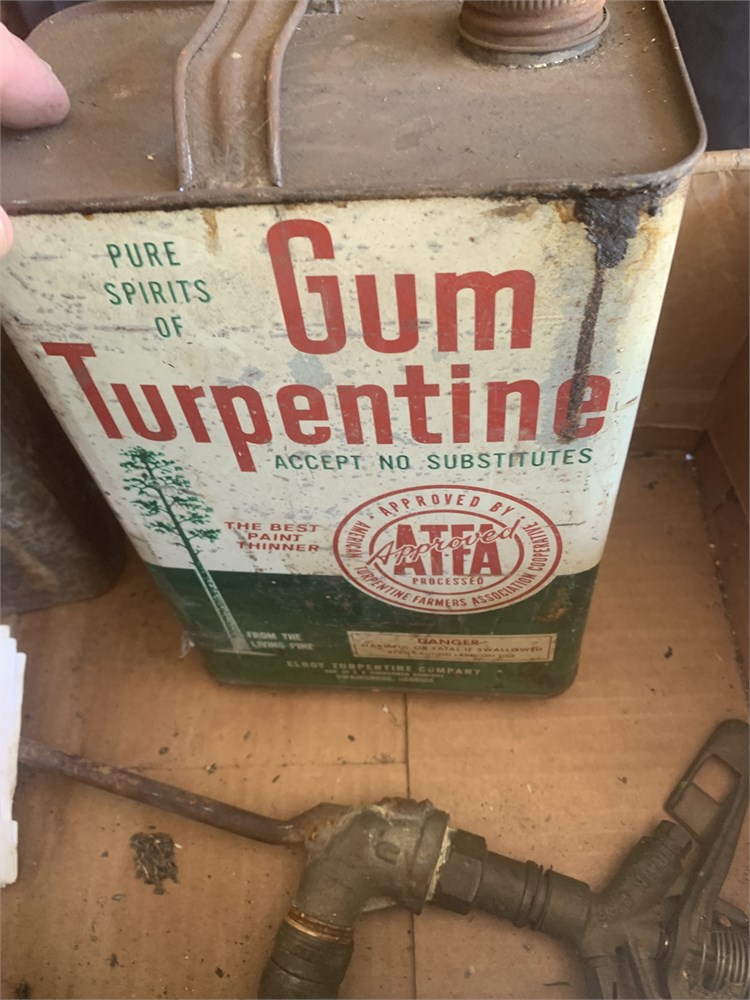 PURE
SPIRITS
OF
Gum
Turpentine
ACCEPT NO SUBSTITUTES
THE BEST
PAINT
THINNER
APPROVED BY
AMERICAN TURPENTINE FARMERS ASSOCIATION COOPERATIVE
ATFA
Approved
PROCESSED
FROM THE
LIVING PINE
DANGER
HARMFUL OR FATAL IF SWALLOWED
ELROY TURPENTINE COMPANY